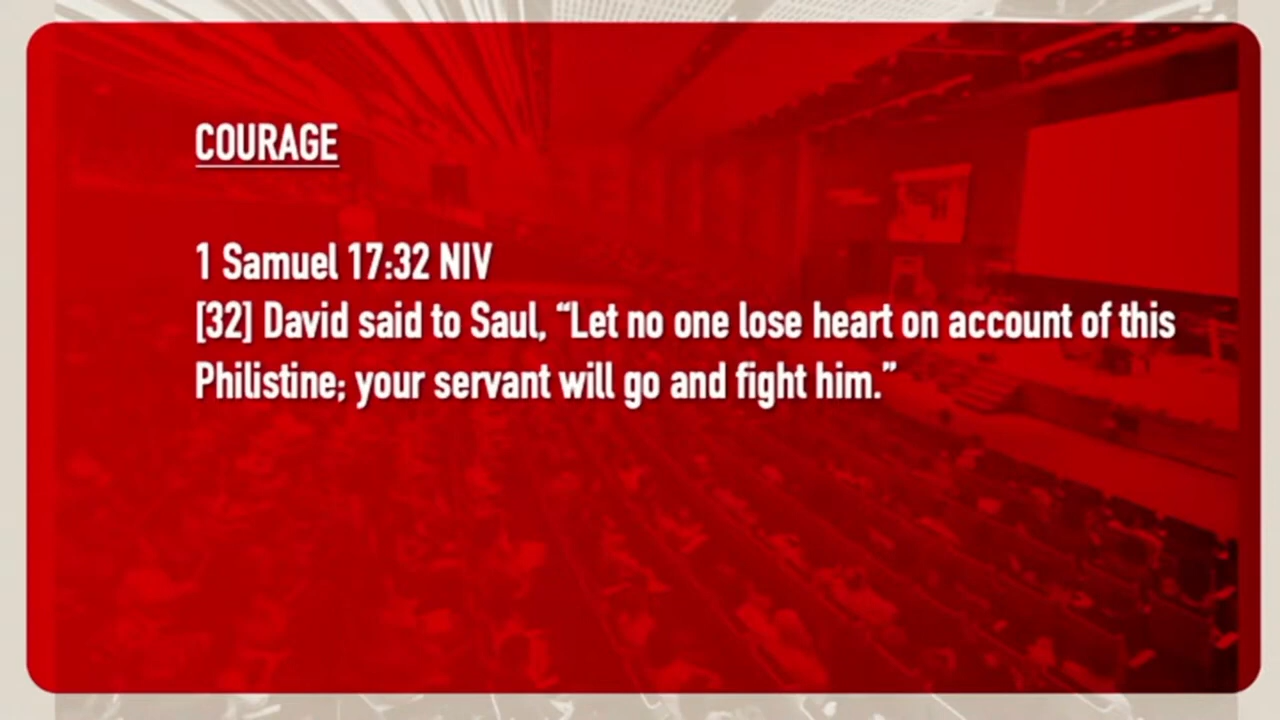 COURAGE
1 Samuel 17:32 NIV
[32] David said to Saul, “Let no one lose heart on account of this
Philistine; your servant will go and fight him.”